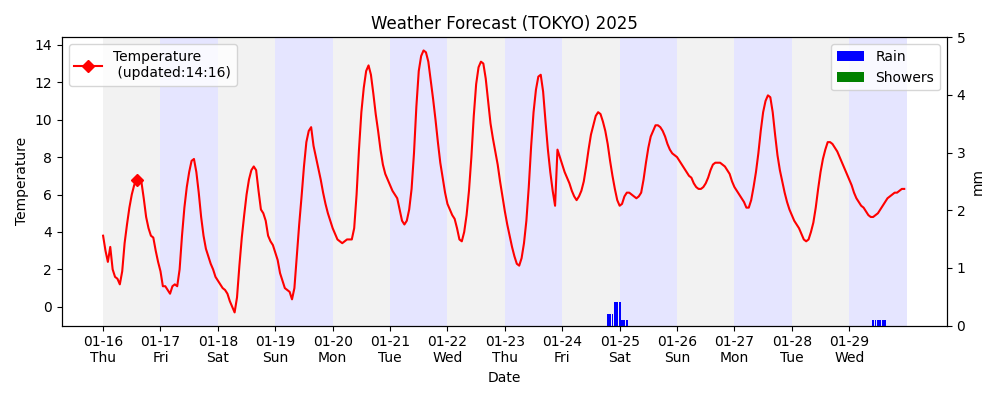 Weather Forecast (TOKYO) 2025
Temperature
(updated:14:16)
Rain
Showers
Temperature
14
12
10
8
6
4
2
0
5
4
3
2
1
0
mm
01-16 01-17 01-18 01-19 01-20 01-21 01-22 01-23 01-24 01-25 01-26 01-27 01-28 01-29
Thu Fri Sat Sun Mon Tue Wed Thu Fri Sat Sun Mon Tue Wed
Date